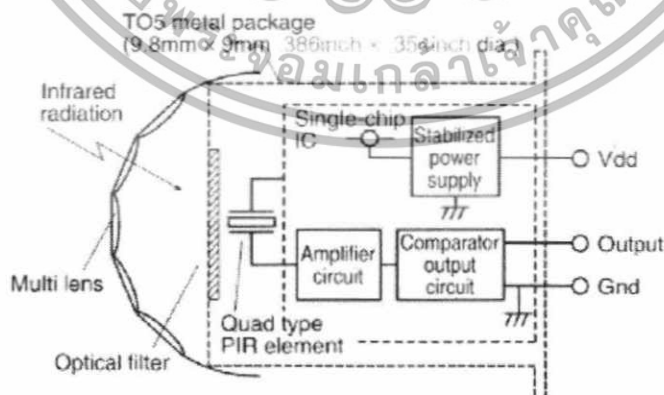 TO5 metal package
(9.8mm × 9mm .386inch × .354inch dia.)
Infrared
radiation
Single-chip
IC
Stabilized
power
supply
Vdd
Amplifier
circuit
Comparator
output
circuit
Output
Gnd
Multi lens
Quad type
PIR element
Optical filter